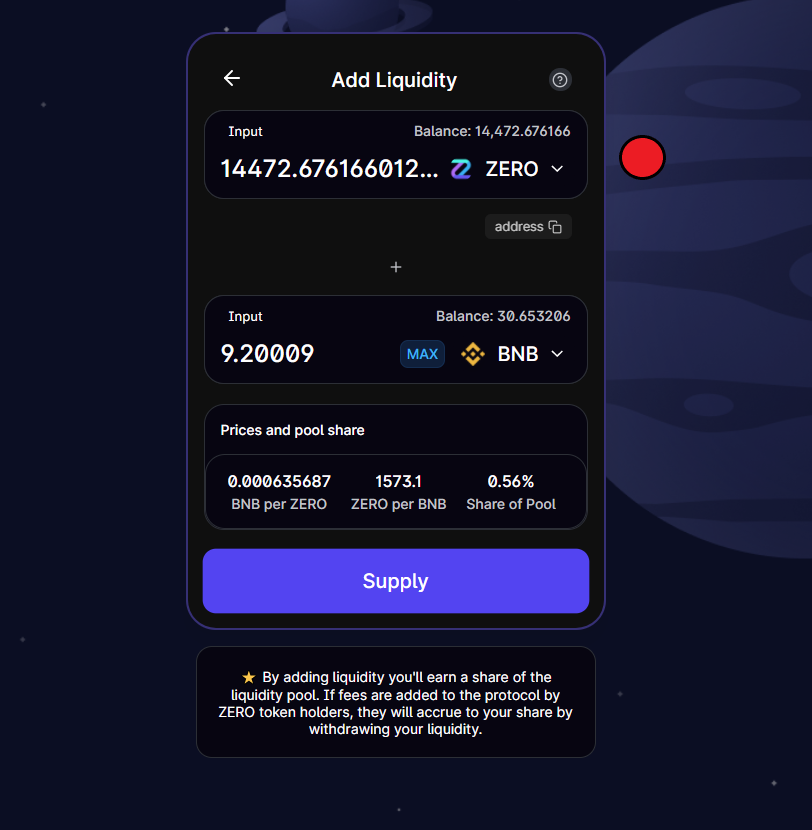 Add Liquidity
Input
Balance: 14,472.676166
14472.676166012...
ZERO
address
+
Input
Balance: 30.653206
9.20009
MAX
BNB
Prices and pool share
0.000635687
1573.1
0.56%
BNB per ZERO
ZERO per BNB
Share of Pool
Supply
By adding liquidity you'll earn a share of the
liquidity pool. If fees are added to the protocol by
ZERO token holders, they will accrue to your share by
withdrawing your liquidity.